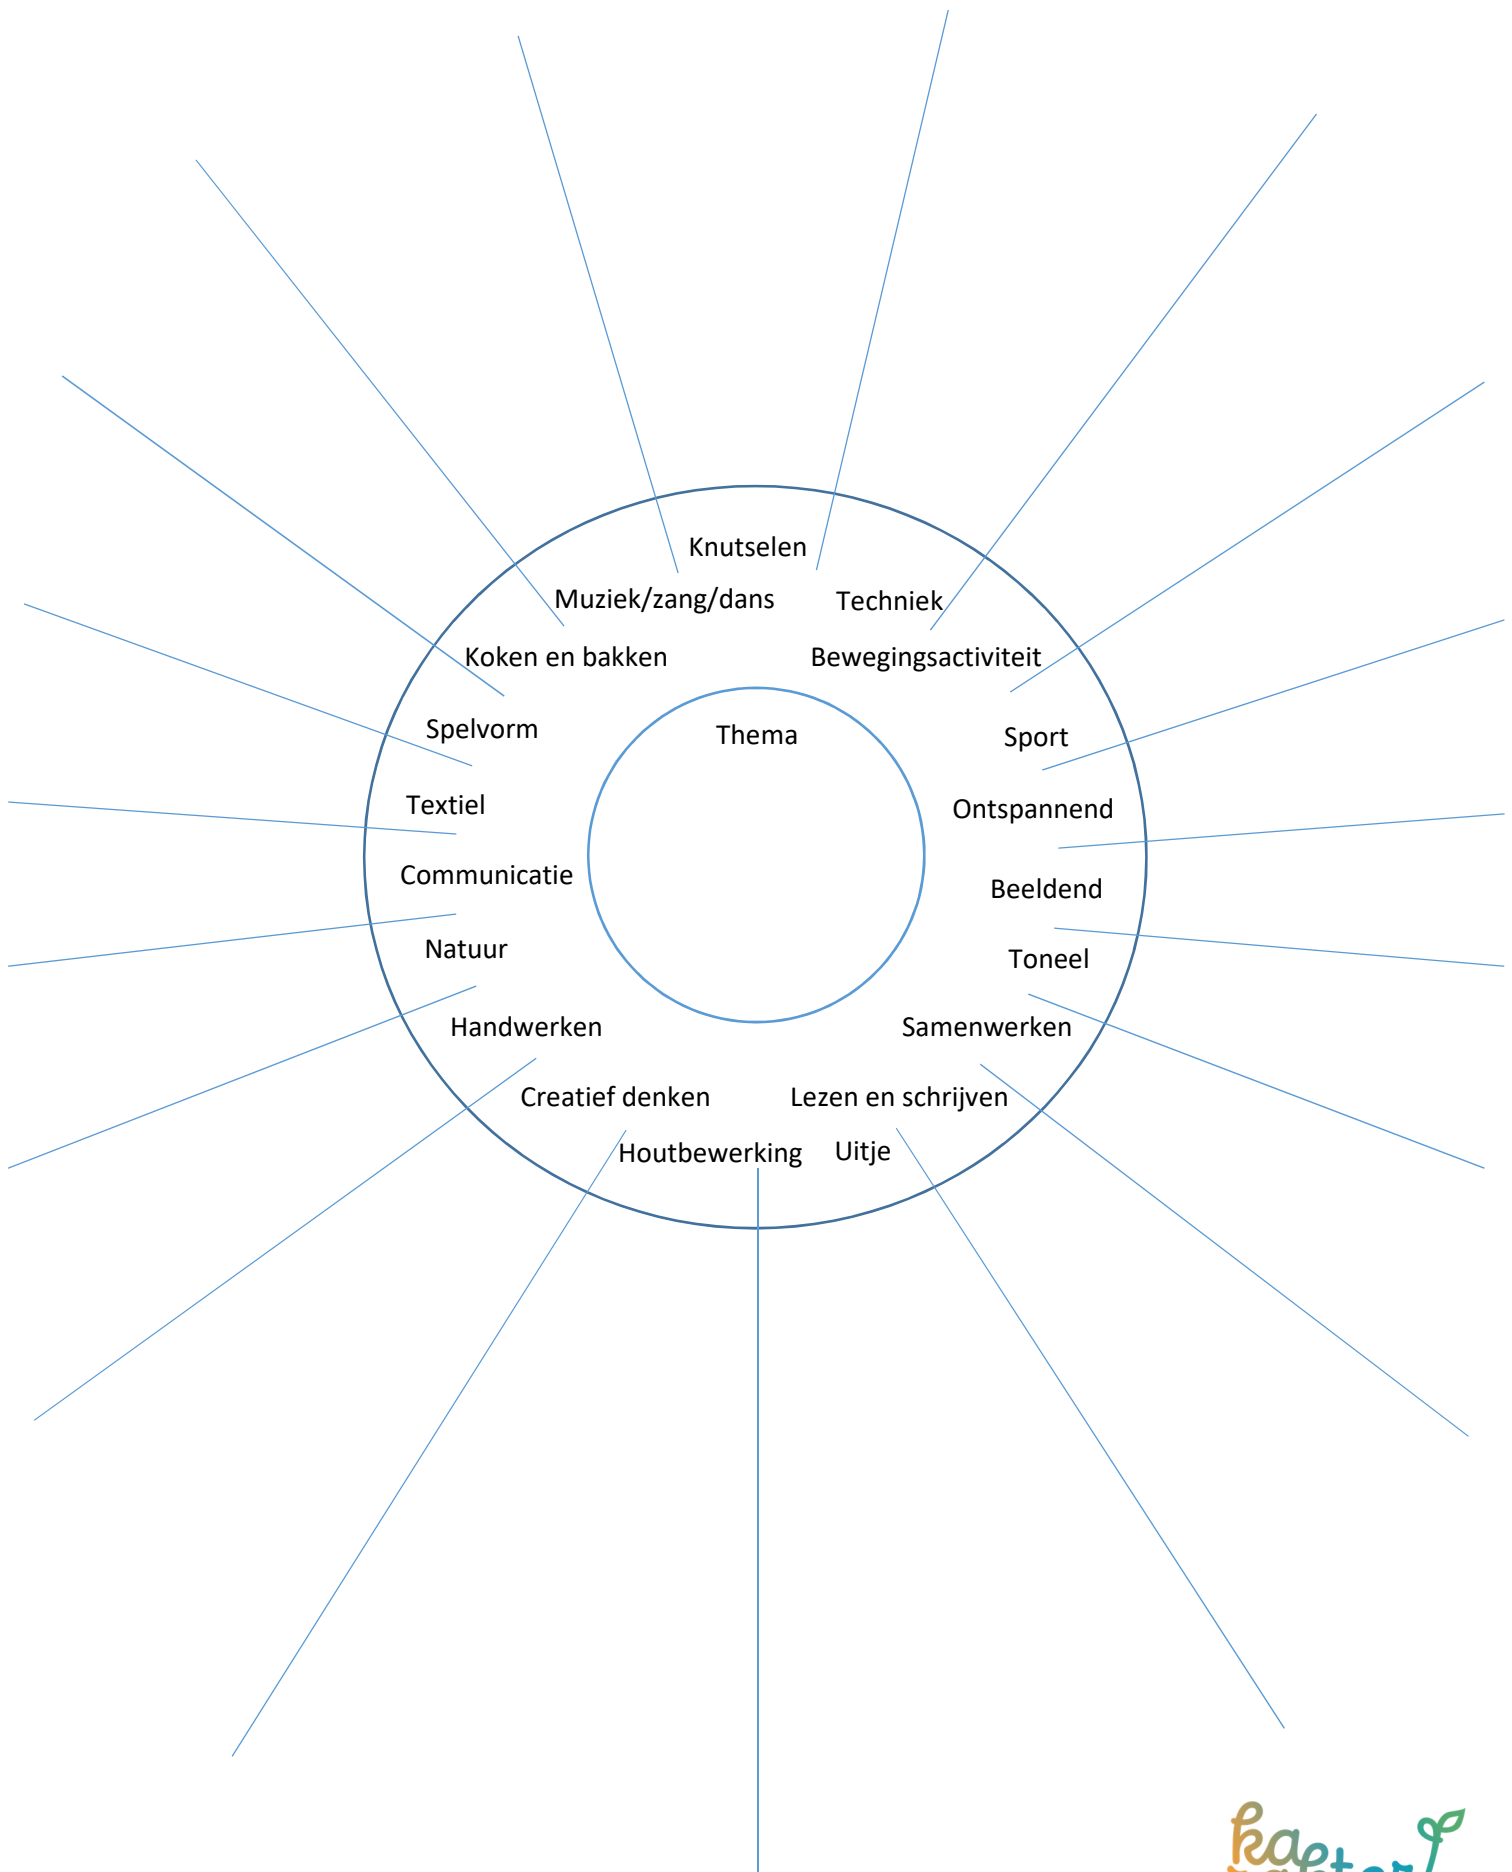 Knutselen
Muziek/zang/dans
Techniek
Koken en bakken
Bewegingsactiviteit
Spelvorm
Thema
Sport
Textiel
Ontspannend
Communicatie
Beeldend
Natuur
Toneel
Handwerken
Samenwerken
Creatief denken
Lezen en schrijven
Houtbewerking
Uitje